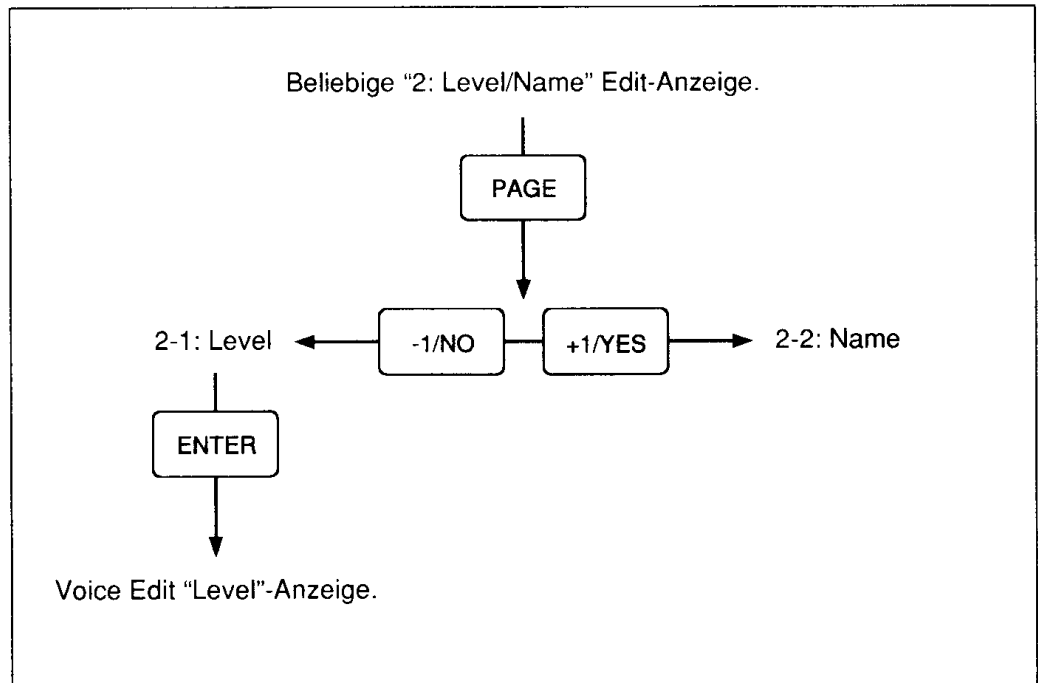 Beliebige “2: Level/Name” Edit-Anzeige.
PAGE
2-1: Level
-1/NO
+1/YES
2-2: Name
ENTER
Voice Edit “Level”-Anzeige.